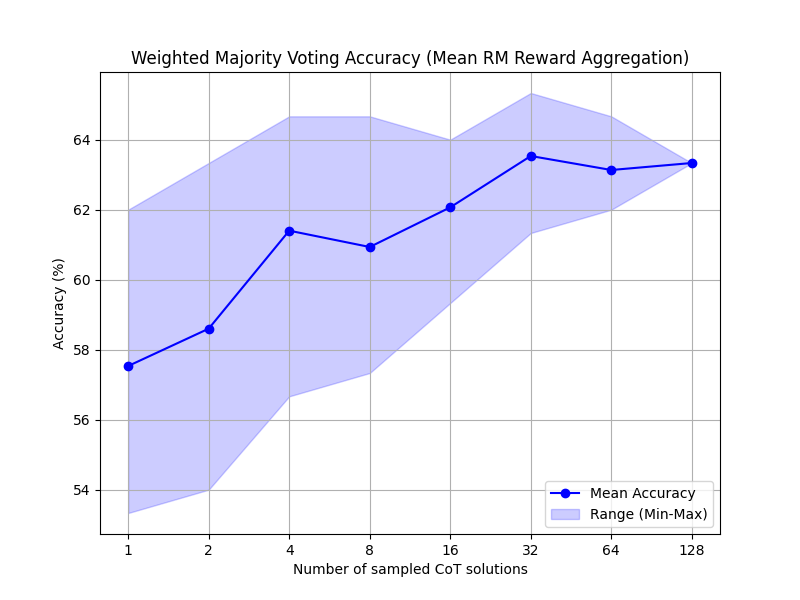 Weighted Majority Voting Accuracy (Mean RM Reward Aggregation)
Accuracy (%)
64
62
60
58
56
54
1 2 4 8 16 32 64 128
Number of sampled CoT solutions
Mean Accuracy
Range (Min-Max)